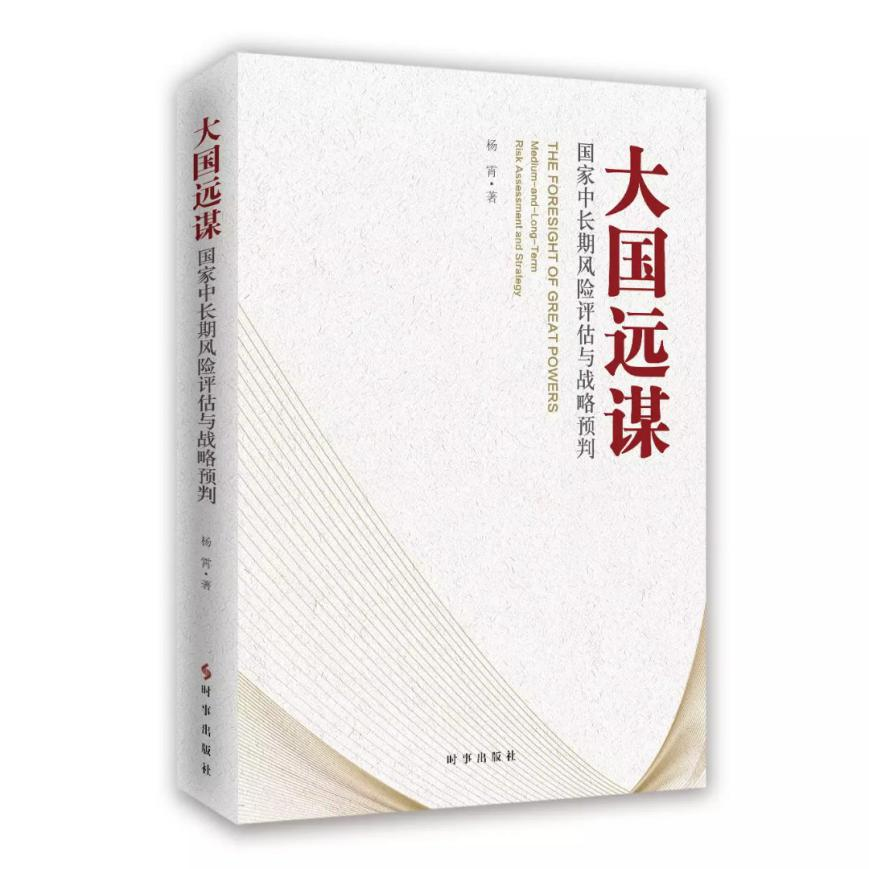 大国远谋
国家中长期风险评估与战略预判
THE FORESIGHT OF GREAT POWERS
Medium-and-Long-Term
Risk Assessment and Strategy
杨 霄·著
时事出版社
大国远谋
国家中长期风险评估与战略预判
杨 霄·著
时事出版社